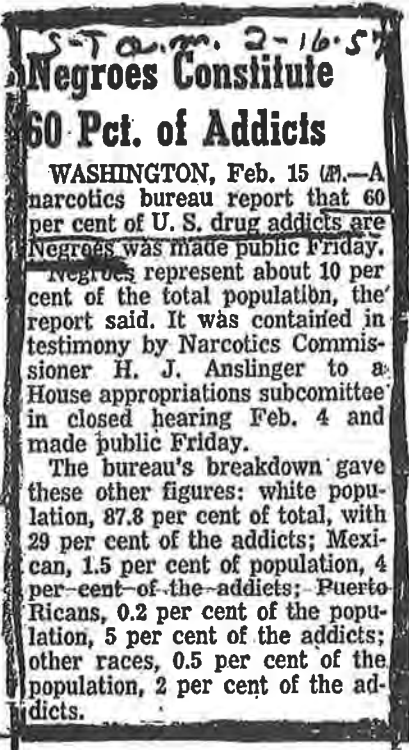 S-T a.m. 2-16-57
Negroes Constitute
60 Pct. of Addicts
WASHINGTON, Feb. 15 (AP).—A
narcotics bureau report that 60
per cent of U. S. drug addicts are
Negroes was made public Friday.
Negroes represent about 10 per
cent of the total population, the
report said. It was contained in
testimony by Narcotics Commis-
sioner H. J. Anslinger to a
House appropriations subcomittee
in closed hearing Feb. 4 and
made public Friday.
The bureau's breakdown gave
these other figures: white popu-
lation, 87.8 per cent of total, with
29 per cent of the addicts; Mexi-
can, 1.5 per cent of population, 4
per cent of the addicts; Puerto
Ricans, 0.2 per cent of the popu-
lation, 5 per cent of the addicts;
other races, 0.5 per cent of the
population, 2 per cent of the ad-
dicts.